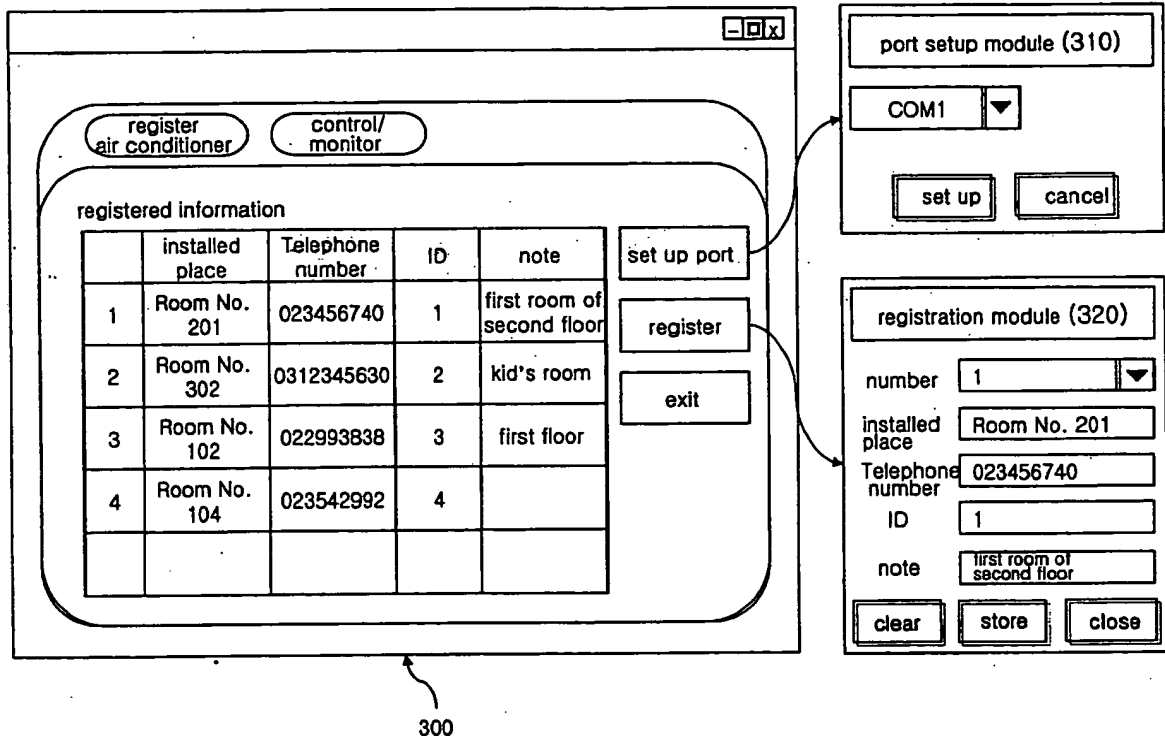 register
air conditioner
control/
monitor
registered information
installed
place
Telephone
number
ID
note
1
Room No.
201
023456740
1
first room of
second floor
2
Room No.
302
0312345630
2
kid's room
3
Room No.
102
022993838
3
first floor
4
Room No.
104
023542992
4
set up port
register
exit
300
port setup module (310)
COM1
set up
cancel
registration module (320)
number
1
installed
place
Room No. 201
Telephone
number
023456740
ID
1
note
first room of
second floor
clear
store
close